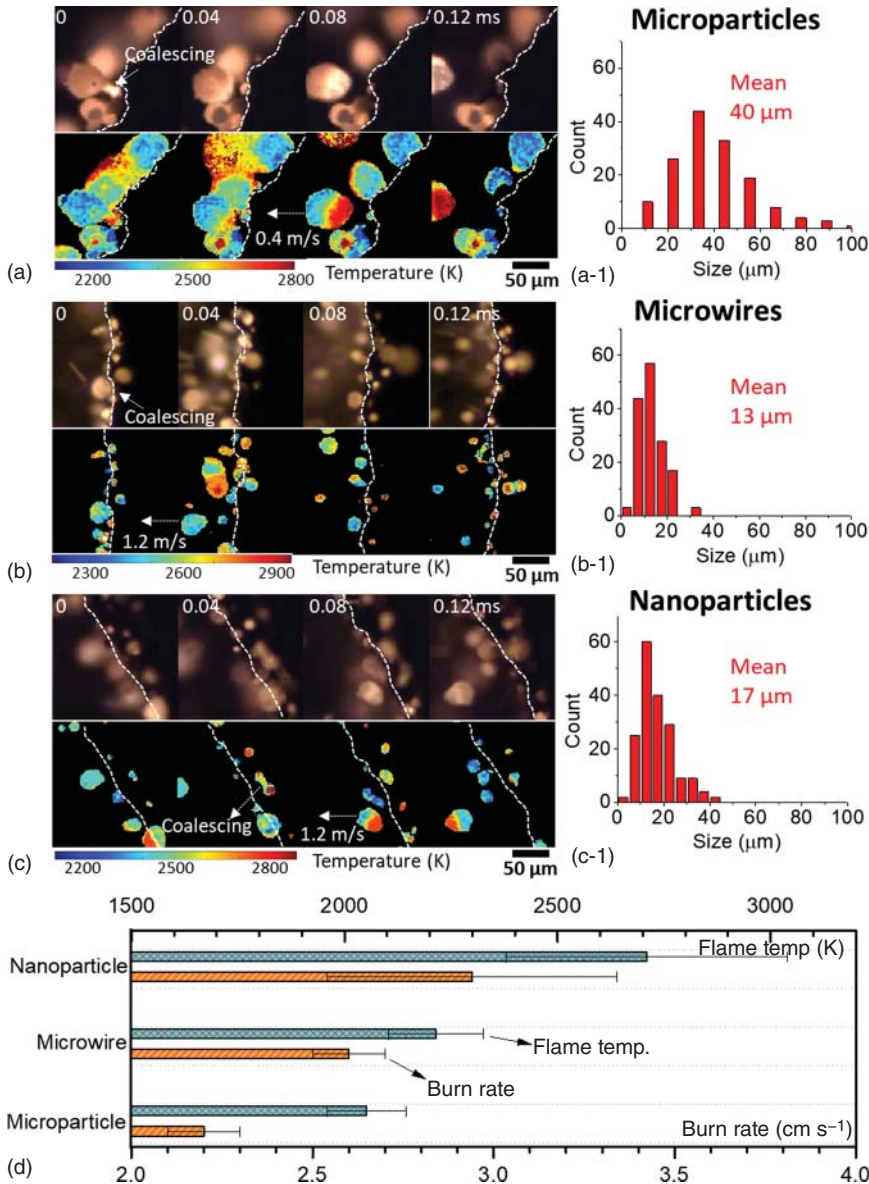 0
0.04
0.08
0.12 ms
Coalescing
0.4 m/s
(a)
2200
2500
2800
Temperature (K)
50 µm
Microparticles
60
40
20
0
Count
Mean
40 µm
0 20 40 60 80 100
Size (µm)
(a-1)
0
0.04
0.08
0.12 ms
Coalescing
1.2 m/s
(b)
2300
2600
2900
Temperature (K)
50 µm
Microwires
60
40
20
0
Count
Mean
13 µm
0 20 40 60 80 100
Size (µm)
(b-1)
0
0.04
0.08
0.12 ms
Coalescing
1.2 m/s
(c)
2200
2500
2800
Temperature (K)
50 µm
Nanoparticles
60
40
20
0
Count
Mean
17 µm
0 20 40 60 80 100
Size (µm)
(c-1)
1500 2000 2500 3000
Flame temp (K)
Nanoparticle
Microwire
Flame temp.
Burn rate
Microparticle
Burn rate (cm s⁻¹)
(d)
2.0 2.5 3.0 3.5 4.0